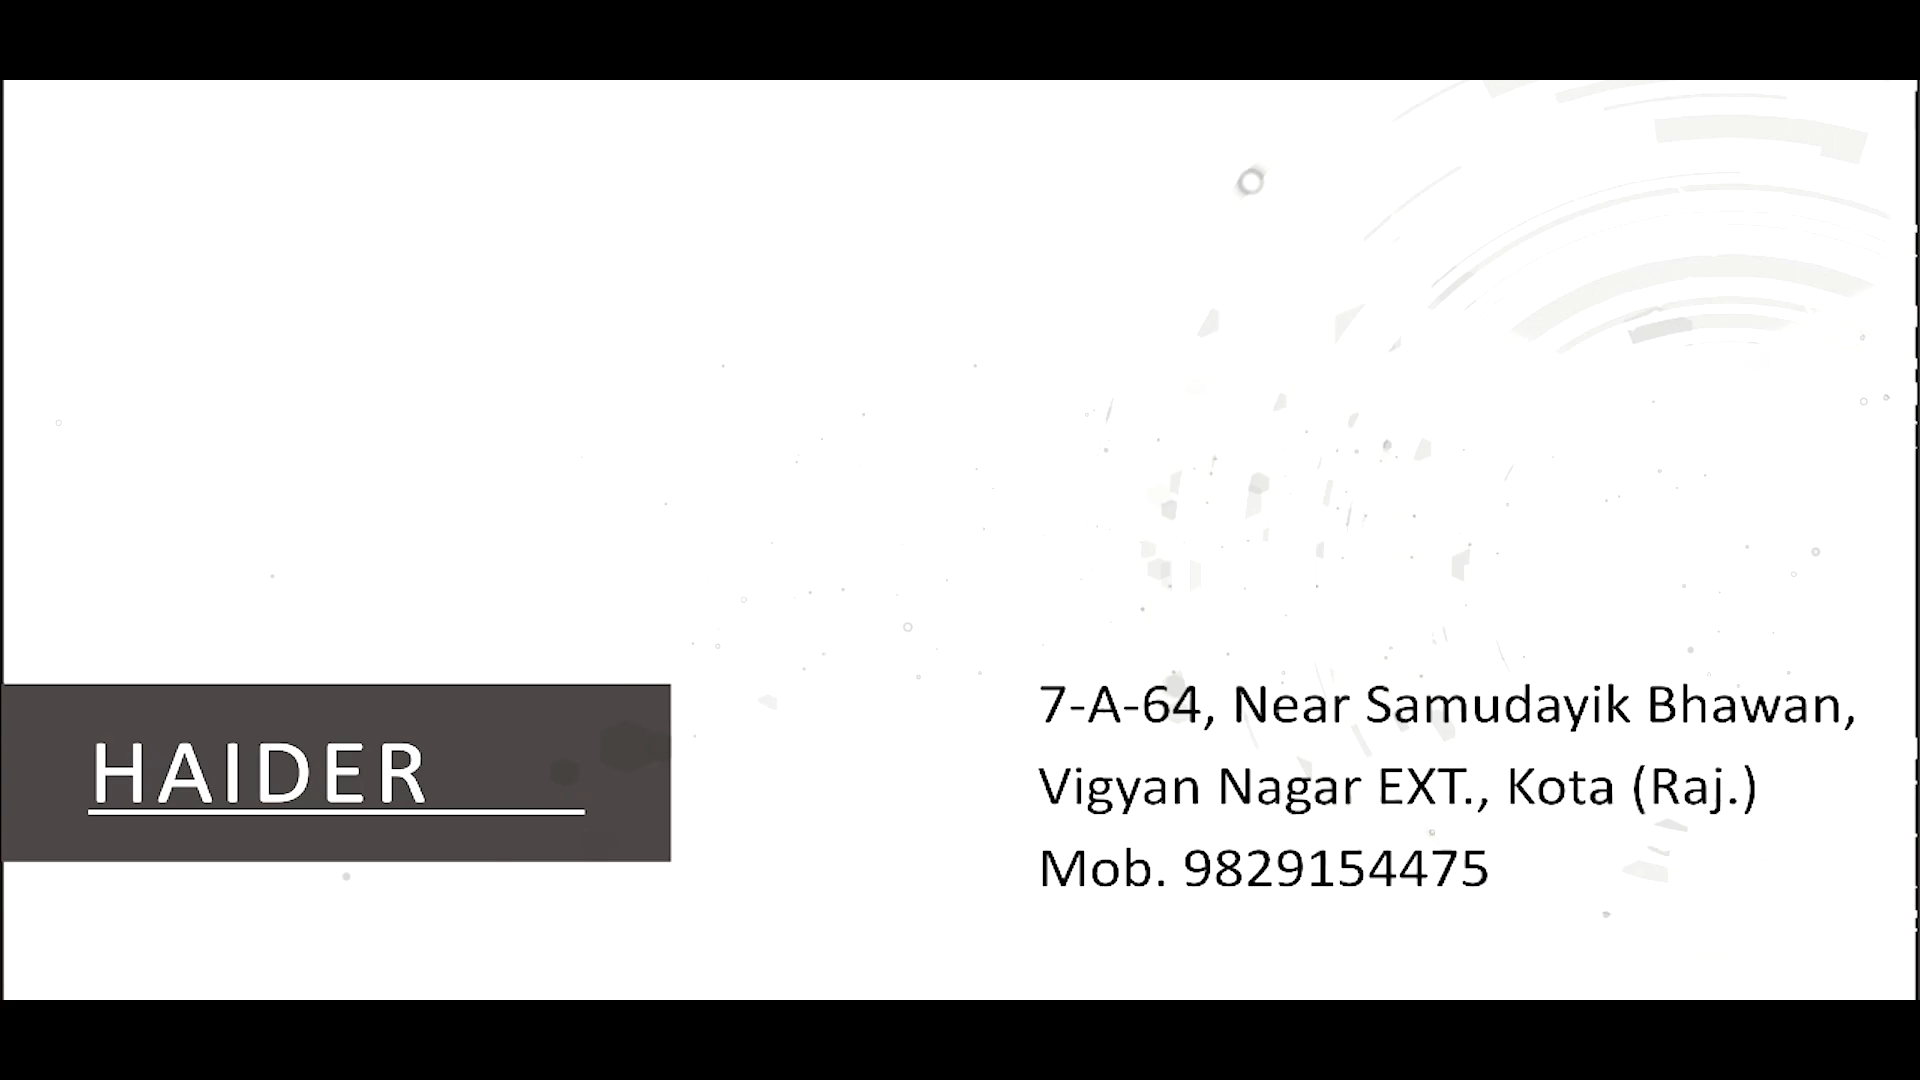 HAIDER
7-A-64, Near Samudayik Bhawan,
Vigyan Nagar EXT., Kota (Raj.)
Mob. 9829154475